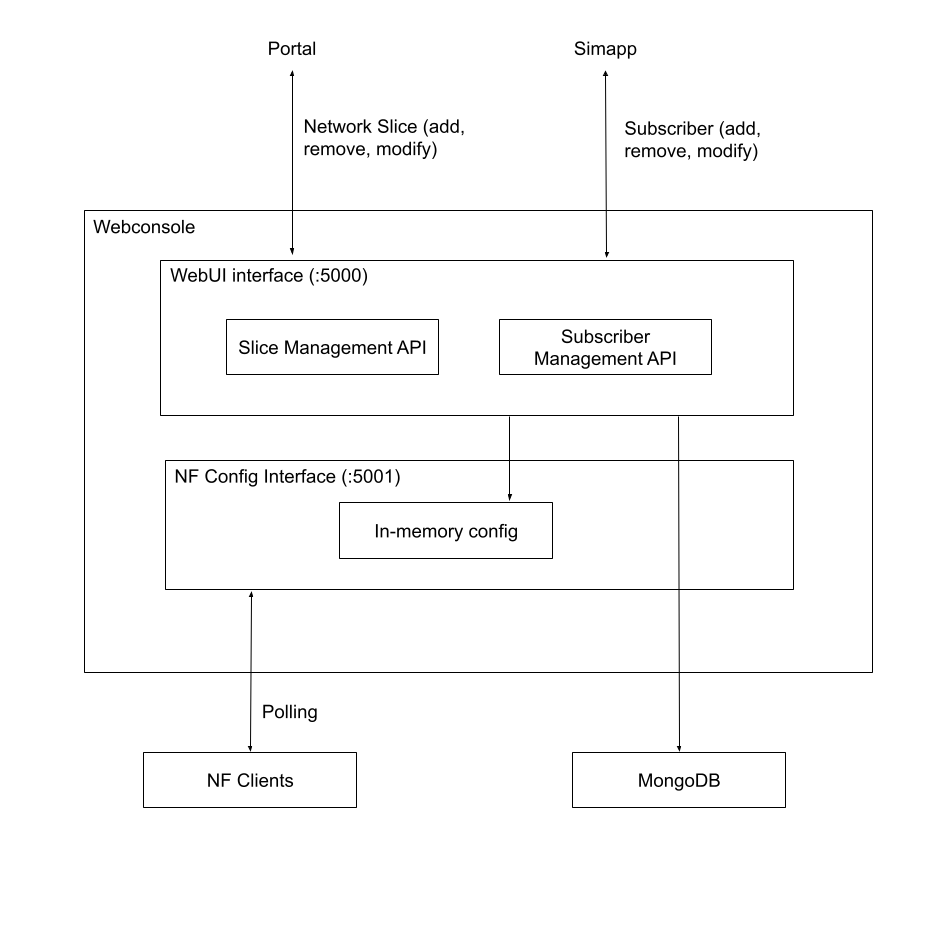 Portal
Simapp
Network Slice (add,
remove, modify)
Subscriber (add,
remove, modify)
Webconsole
WebUI interface (:5000)
Slice Management API
Subscriber
Management API
NF Config Interface (:5001)
In-memory config
Polling
NF Clients
MongoDB